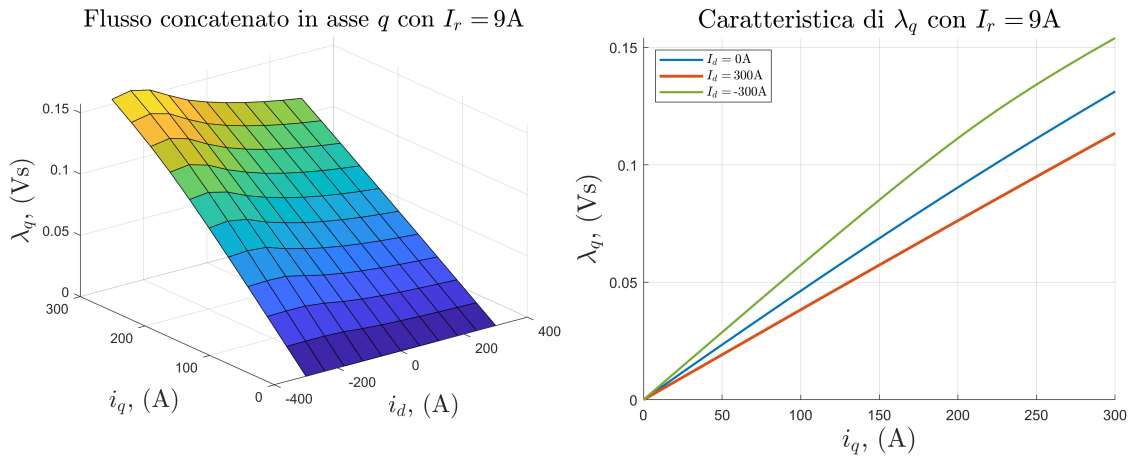 Flusso concatenato in asse q con I_r = 9A
0.15
0.1
0.05
0
λ_q, (Vs)
300
200
100
0
i_q, (A)
-400
-200
0
200
400
i_d, (A)
Caratteristica di λ_q con I_r = 9A
I_d = 0A
I_d = 300A
I_d = -300A
0.15
0.1
0.05
0
λ_q, (Vs)
0 50 100 150 200 250 300
i_q, (A)